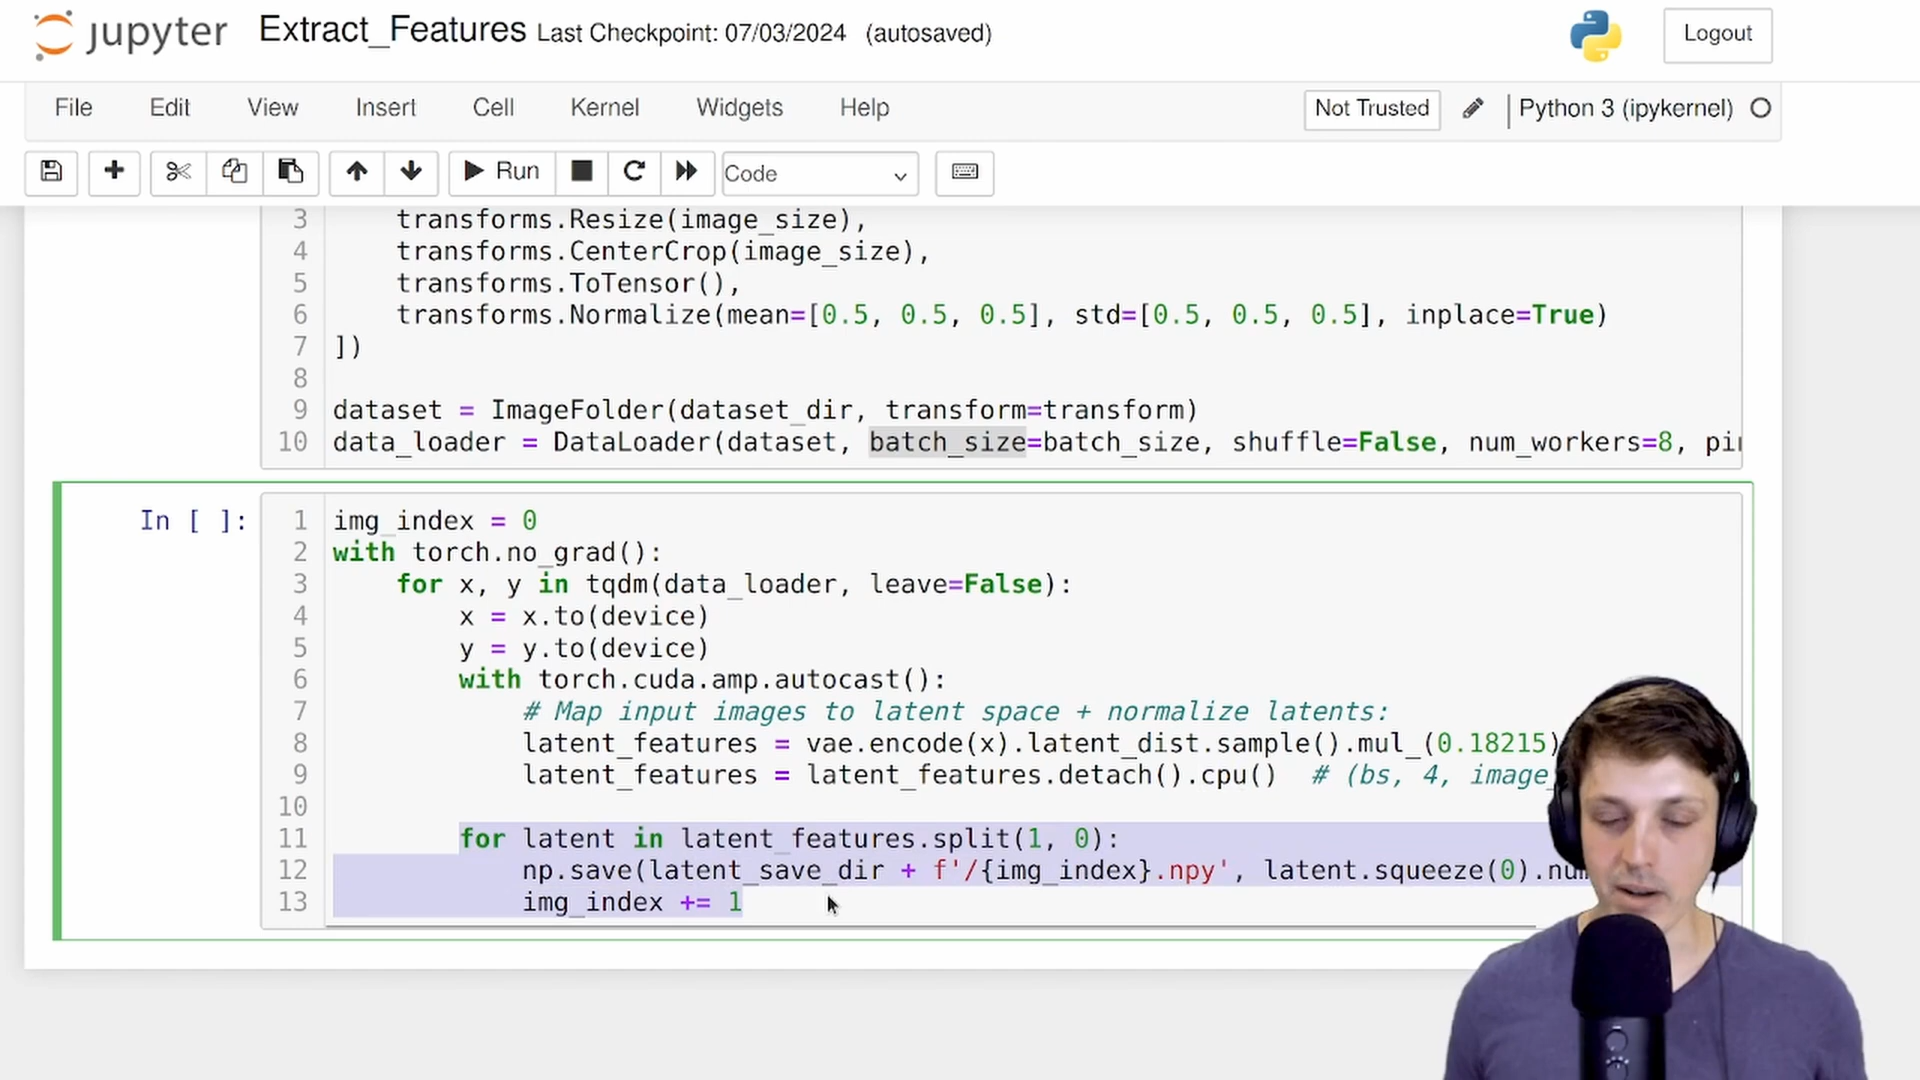 jupyter Extract_Features Last Checkpoint: 07/03/2024 (autosaved) Logout
File Edit View Insert Cell Kernel Widgets Help Not Trusted Python 3 (ipykernel)
Run Code
3 transforms.Resize(image_size),
4 transforms.CenterCrop(image_size),
5 transforms.ToTensor(),
6 transforms.Normalize(mean=[0.5, 0.5, 0.5], std=[0.5, 0.5, 0.5], inplace=True)
7 ])
8
9 dataset = ImageFolder(dataset_dir, transform=transform)
10 data_loader = DataLoader(dataset, batch_size=batch_size, shuffle=False, num_workers=8,
In [ ]: 1 img_index = 0
2 with torch.no_grad():
3 for x, y in tqdm(data_loader, leave=False):
4 x = x.to(device)
5 y = y.to(device)
6 with torch.cuda.amp.autocast():
7 # Map input images to latent space + normalize latents:
8 latent_features = vae.encode(x).latent_dist.sample().mul_(0.18215)
9 latent_features = latent_features.detach().cpu() # (bs, 4, image
10
11 for latent in latent_features.split(1, 0):
12 np.save(latent_save_dir + f'/{img_index}.npy', latent.squeeze(0).
13 img_index += 1